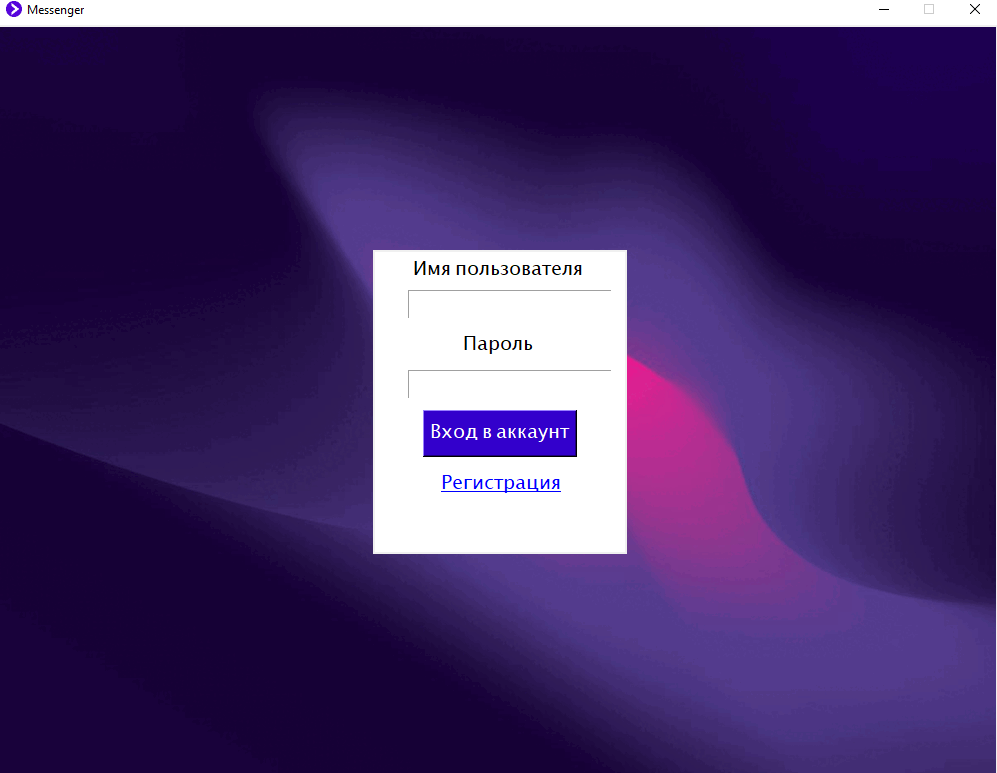 Messenger
Имя пользователя
Пароль
Вход в аккаунт
Регистрация